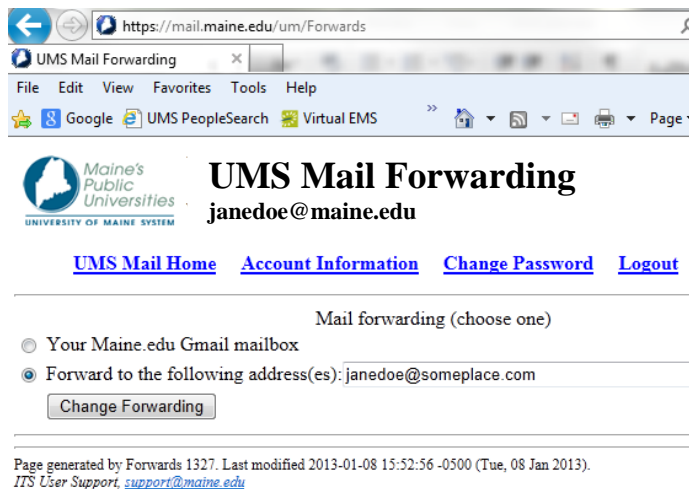 https://mail.maine.edu/um/Forwards
UMS Mail Forwarding
File Edit View Favorites Tools Help
Google UMS PeopleSearch Virtual EMS » Page
Maine's
Public
Universities
UNIVERSITY OF MAINE SYSTEM
UMS Mail Forwarding
janedoe@maine.edu
UMS Mail Home Account Information Change Password Logout
Mail forwarding (choose one)
Your Maine.edu Gmail mailbox
Forward to the following address(es): janedoe@someplace.com
Change Forwarding
Page generated by Forwards 1327. Last modified 2013-01-08 15:52:56 -0500 (Tue, 08 Jan 2013).
ITS User Support, support@maine.edu